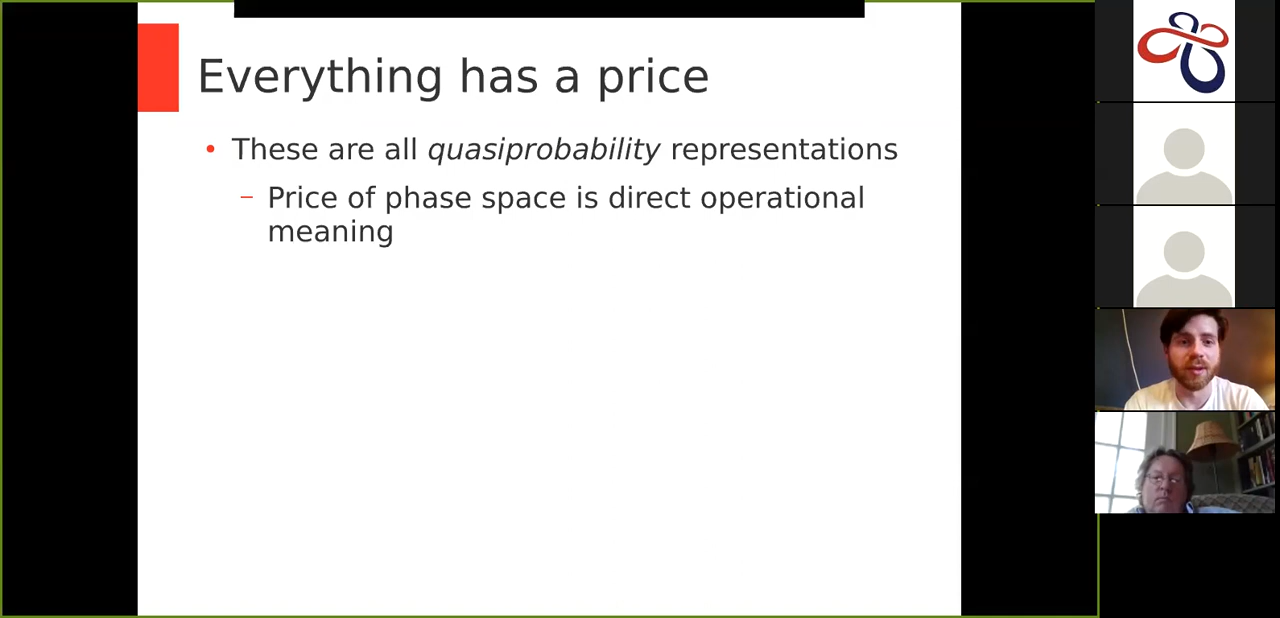 Everything has a price
• These are all quasiprobability representations
– Price of phase space is direct operational
meaning